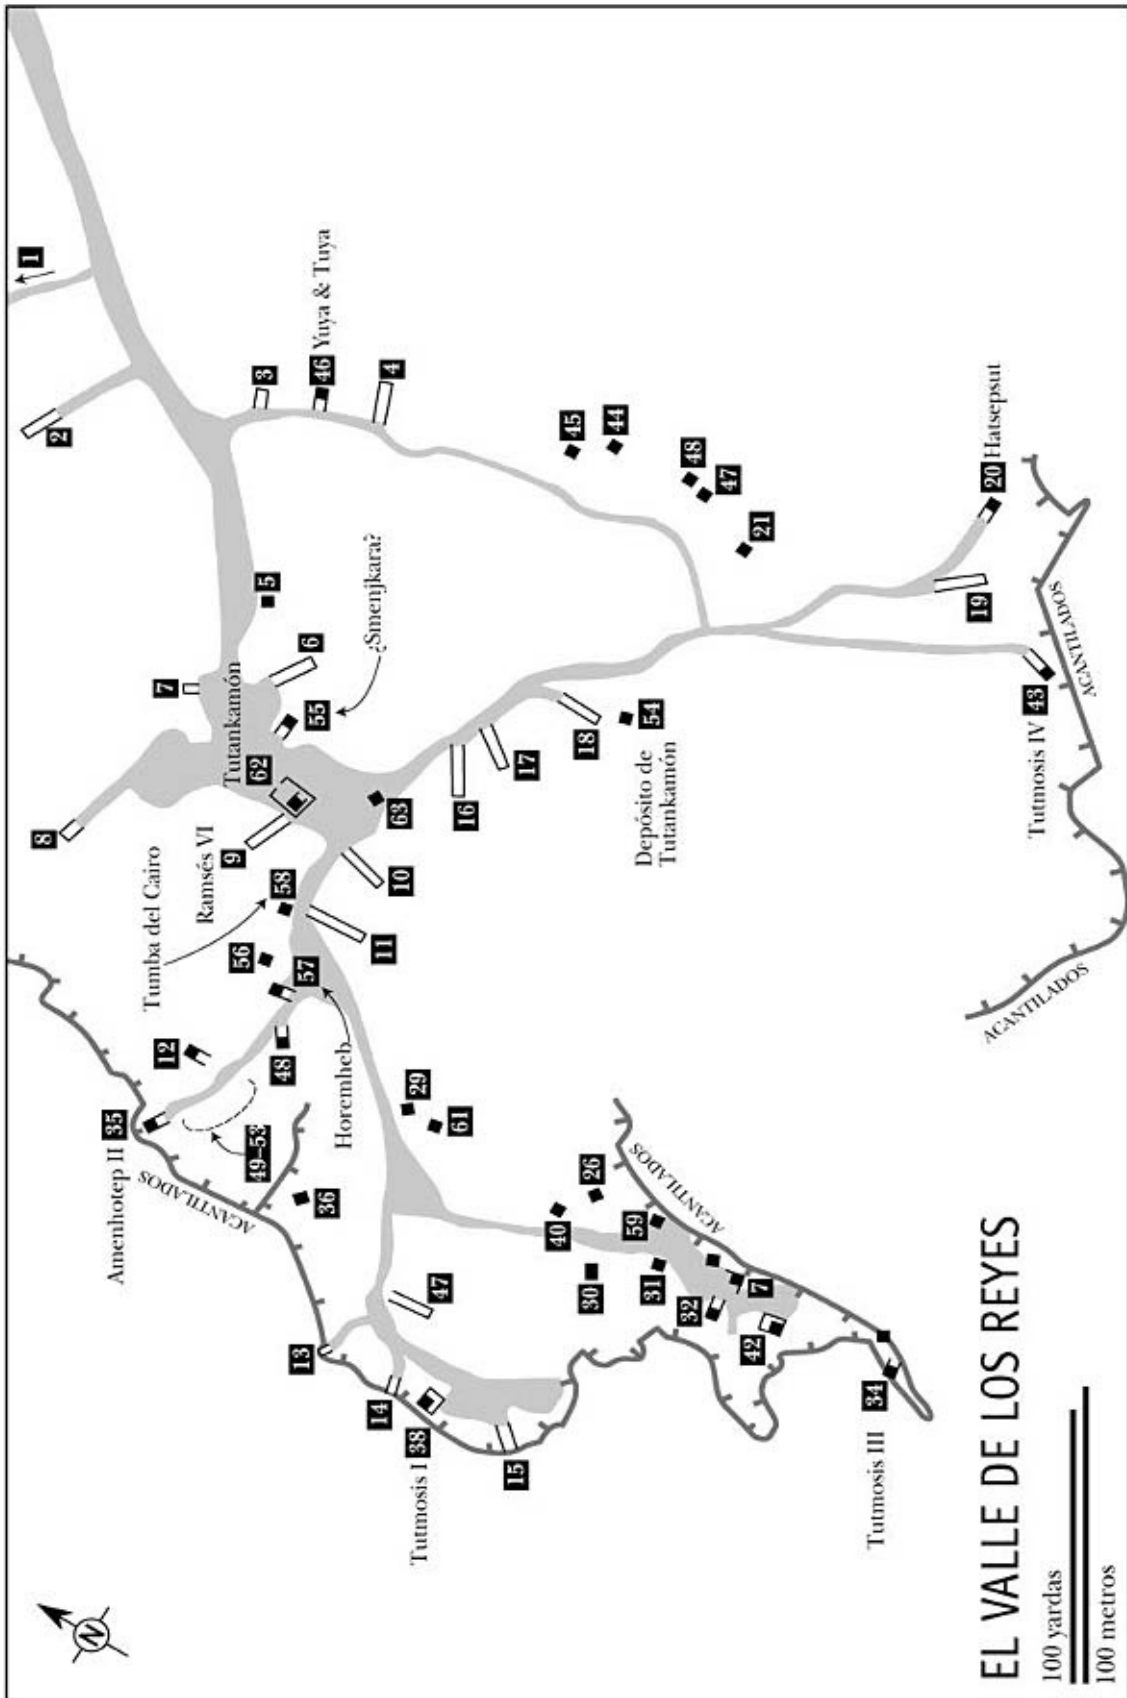 EL VALLE DE LOS REYES
100 yardas
100 metros
N
1
2
3
46 Yuya & Tuya
4
45
44
48
47
21
20 Hatsepsut
19
ACANTILADOS
43
Tutmosis IV
ACANTILADOS
5
6
¿Smenjkara?
55
7
Tutankamón
62
8
Ramsés VI
9
63
16
17
18
54
Depósito de
Tutankamón
10
11
Tumba del Cairo
58
56
57
Horemheb
12
48
Amenhotep II 35
49–53
ACANTILADOS
36
29
61
13
14
47
Tutmosis I 38
15
40
26
30
31
59
ACANTILADOS
32
7
42
Tutmosis III 34